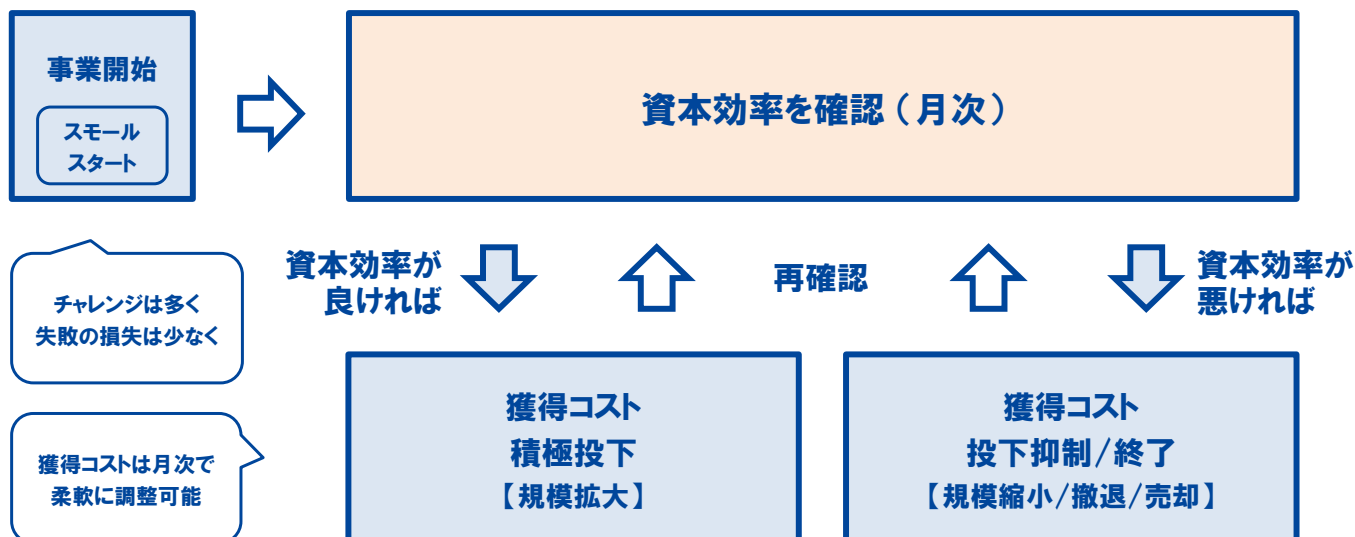 事業開始
スモール
スタート
資本効率を確認（月次）
チャレンジは多く
失敗の損失は少なく
資本効率が
良ければ
再確認
資本効率が
悪ければ
獲得コストは月次で
柔軟に調整可能
獲得コスト
積極投下
【規模拡大】
獲得コスト
投下抑制/終了
【規模縮小/撤退/売却】